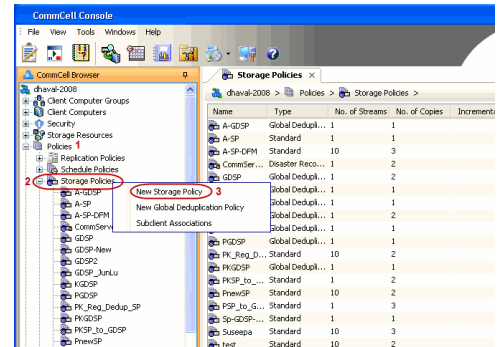 CommCell Console
File View Tools Windows Help
CommCell Browser
dhaval-2008
Client Computer Groups
Client Computers
Security
Storage Resources
Policies 1
Replication Policies
Schedule Policies
2 Storage Policies
A-GDSP
A-SP
A-SP-DFM
CommServe
GDSP
GDSP-New
GDSP2
GDSP_JunLu
KGDSP
PGDSP
PK_Reg_Dedup_SP
PKGDSP
PKSP_to_GDSP
PnewSP
New Storage Policy 3
New Global Deduplication Policy
Subclient Associations
Storage Policies ×
dhaval-2008 > Policies > Storage Policies >
Name Type No. of Streams No. of Copies Incrementa
A-GDSP Global Dedupli... 1 1
A-SP Standard 1 1
A-SP-DFM Standard 10 3
CommSer... Disaster Reco... 1 2
GDSP Global Dedupli... 1 2
Global Dedupli... 1 1
Global Dedupli... 1 1
Global Dedupli... 1 2
Global Dedupli... 1 1
PGDSP Global Dedupli... 1 1
PK_Reg_D... Standard 10 2
PKGDSP Global Dedupli... 1 1
PKSP_to_... Standard 1 2
PnewSP Standard 10 2
PSP_to_G... Standard 1 3
Sp-GDSP-... Standard 1 1
Suseepa Standard 10 3
test Standard 10 2